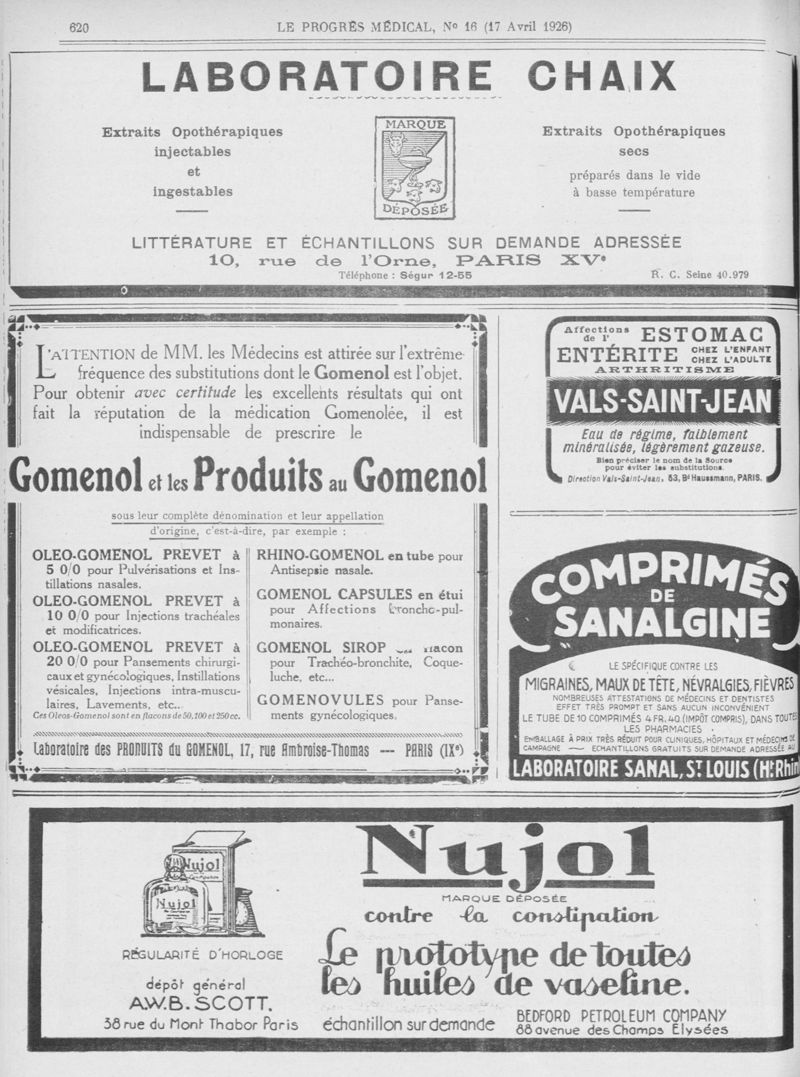 620
LE PROGRÈS MÉDICAL, No 16 (17 Avril 1926)
LABORATOIRE CHAIX
Extraits Opothérapiques
injectables
et
ingestables
MARQUE
DÉPOSÉE
Extraits Opothérapiques
secs
préparés dans le vide
à basse température
LITTÉRATURE ET ÉCHANTILLONS SUR DEMANDE ADRESSÉE
10, rue de l'Orne, PARIS XVe
Téléphone : Ségur 12-55
R. C. Seine 40.979
L'ATTENTION de MM. les Médecins est attirée sur l'extrême
fréquence des substitutions dont le Gomenol est l'objet.
Pour obtenir avec certitude les excellents résultats qui ont
fait la réputation de la médication Gomenolée, il est
indispensable de prescrire le
Gomenol et les Produits au Gomenol
sous leur complète dénomination et leur appellation
d'origine, c'est-à-dire, par exemple :
OLEO-GOMENOL PREVET à
5 0/0 pour Pulvérisations et Ins-
tillations nasales.
OLEO-GOMENOL PREVET à
10 0/0 pour Injections trachéales
et modificatrices.
OLEO-GOMENOL PREVET à
20 0/0 pour Pansements chirurgi-
caux et gynécologiques, Instillations
vésicales, Injections intra-muscu-
laires, Lavements, etc..
Ces Oleos-Gomenol sont en flacons de 50, 100 et 250 cc.
RHINO-GOMENOL en tube pour
Antisepsie nasale.
GOMENOL CAPSULES en étui
pour Affections broncho-pul-
monaires.
GOMENOL SIROP flacon
pour Trachéo-bronchite, Coque-
luche, etc...
GOMENOVULES pour Panse-
ments gynécologiques.
Laboratoire des PRODUITS du GOMENOL, 17, rue Ambroise-Thomas — PARIS (IXe)
Affections de l' ESTOMAC
ENTÉRITE CHEZ L'ENFANT CHEZ L'ADULTE
ARTHRITISME
VALS-SAINT-JEAN
Eau de régime, faiblement
minéralisée, légèrement gazeuse.
Bien préciser le nom de la Source
pour éviter les substitutions.
Direction Vals-Saint-Jean, 53, Bd Haussmann, PARIS.
COMPRIMÉS
DE
SANALGINE
LE SPÉCIFIQUE CONTRE LES
MIGRAINES, MAUX DE TÊTE, NÉVRALGIES, FIÈVRES
NOMBREUSES ATTESTATIONS DE MÉDECINS ET DENTISTES
EFFET TRÈS PROMPT ET SANS AUCUN INCONVÉNIENT
LE TUBE DE 10 COMPRIMÉS 4 FR. 40 (IMPÔT COMPRIS), DANS TOUTES
LES PHARMACIES
EMBALLAGE À PRIX TRÈS RÉDUIT POUR CLINIQUES, HÔPITAUX ET MÉDECINS DE
CAMPAGNE — ECHANTILLONS GRATUITS SUR DEMANDE ADRESSÉE AU
LABORATOIRE SANAL, ST LOUIS (Ht Rhin
Nujol
Nujol
RÉGULARITÉ D'HORLOGE
dépôt général
A.W.B. SCOTT.
38 rue du Mont Thabor Paris
Nujol
MARQUE DÉPOSÉE
contre la constipation
Le prototype de toutes
les huiles de vaseline.
échantillon sur demande
BEDFORD PETROLEUM COMPANY
88 avenue des Champs Élysées